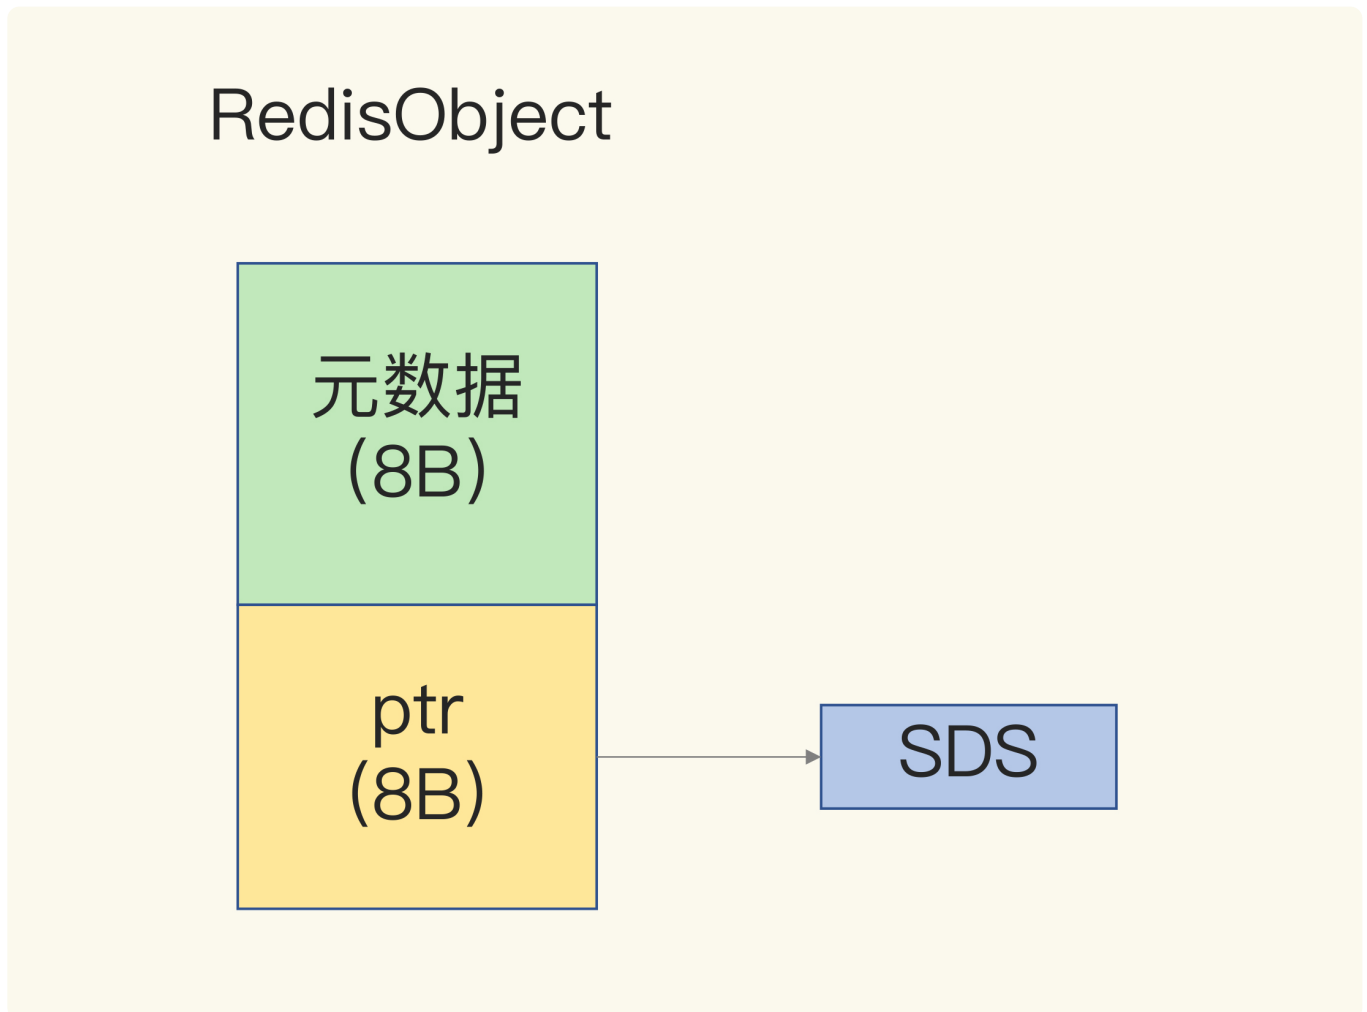 RedisObject
元数据
(8B)
ptr
(8B)
SDS